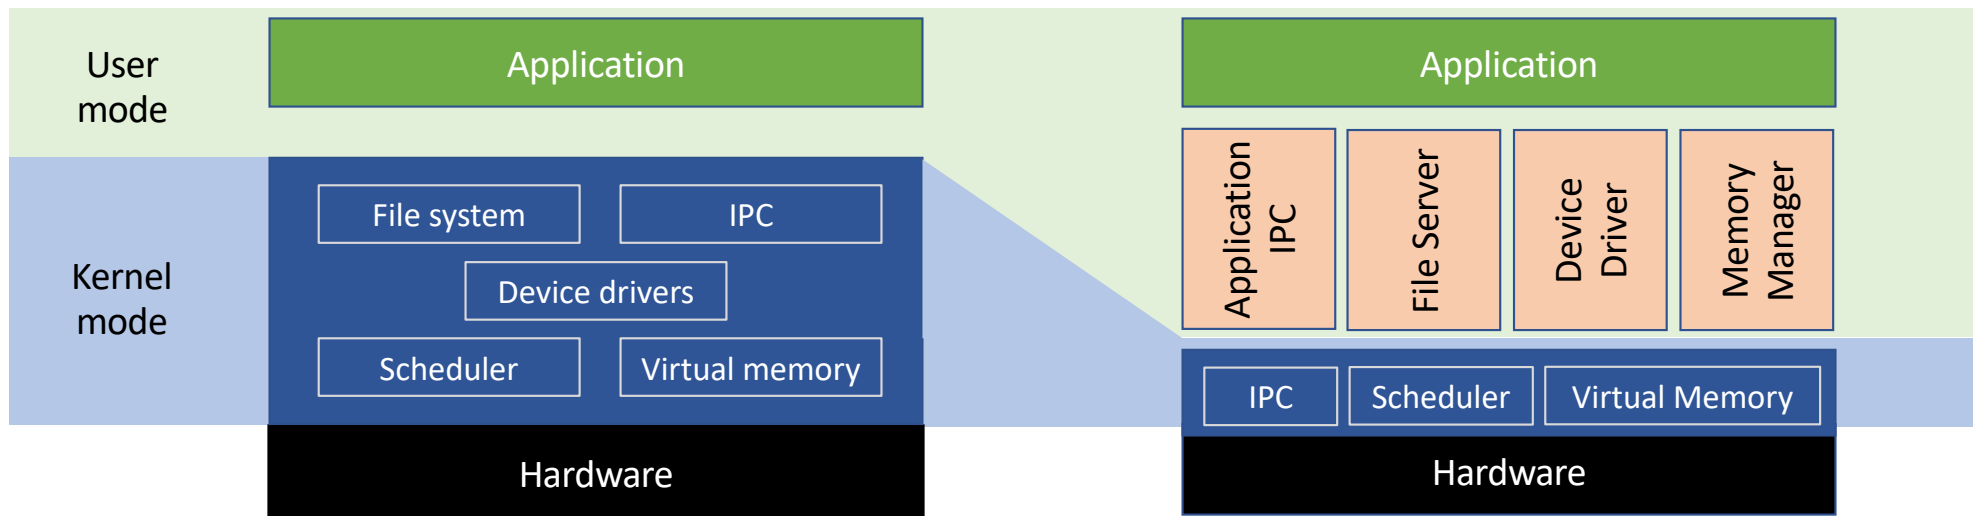 User
mode
Application
Kernel
mode
File system
IPC
Device drivers
Scheduler
Virtual memory
Hardware
Application
Application
IPC
File Server
Device
Driver
Memory
Manager
IPC
Scheduler
Virtual Memory
Hardware